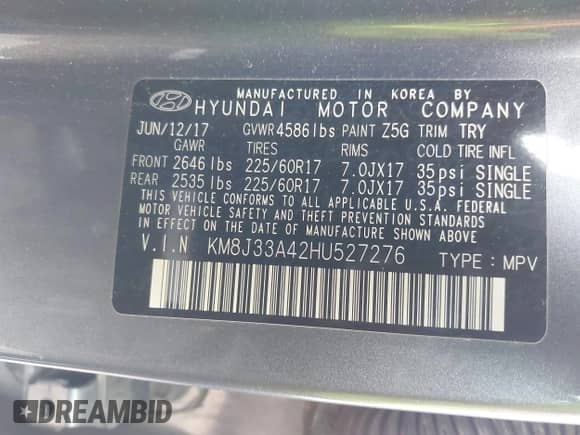 MANUFACTURED IN KOREA BY
HYUNDAI MOTOR COMPANY
JUN/12/17 GVWR 4586lbs PAINT Z5G TRIM TRY
GAWR TIRES RIMS COLD TIRE INFL
FRONT 2646 lbs 225/60R17 7.0JX17 35psi SINGLE
REAR 2535 lbs 225/60R17 7.0JX17 35psi SINGLE
THIS VEHICLE CONFORMS TO ALL APPLICABLE U.S.A. FEDERAL
MOTOR VEHICLE SAFETY AND THEFT PREVENTION STANDARDS
IN EFFECT ON THE DATE OF MANUFACTURE SHOWN ABOVE.
V.I.N KM8J33A42HU527276 TYPE : MPV
DREAMBID